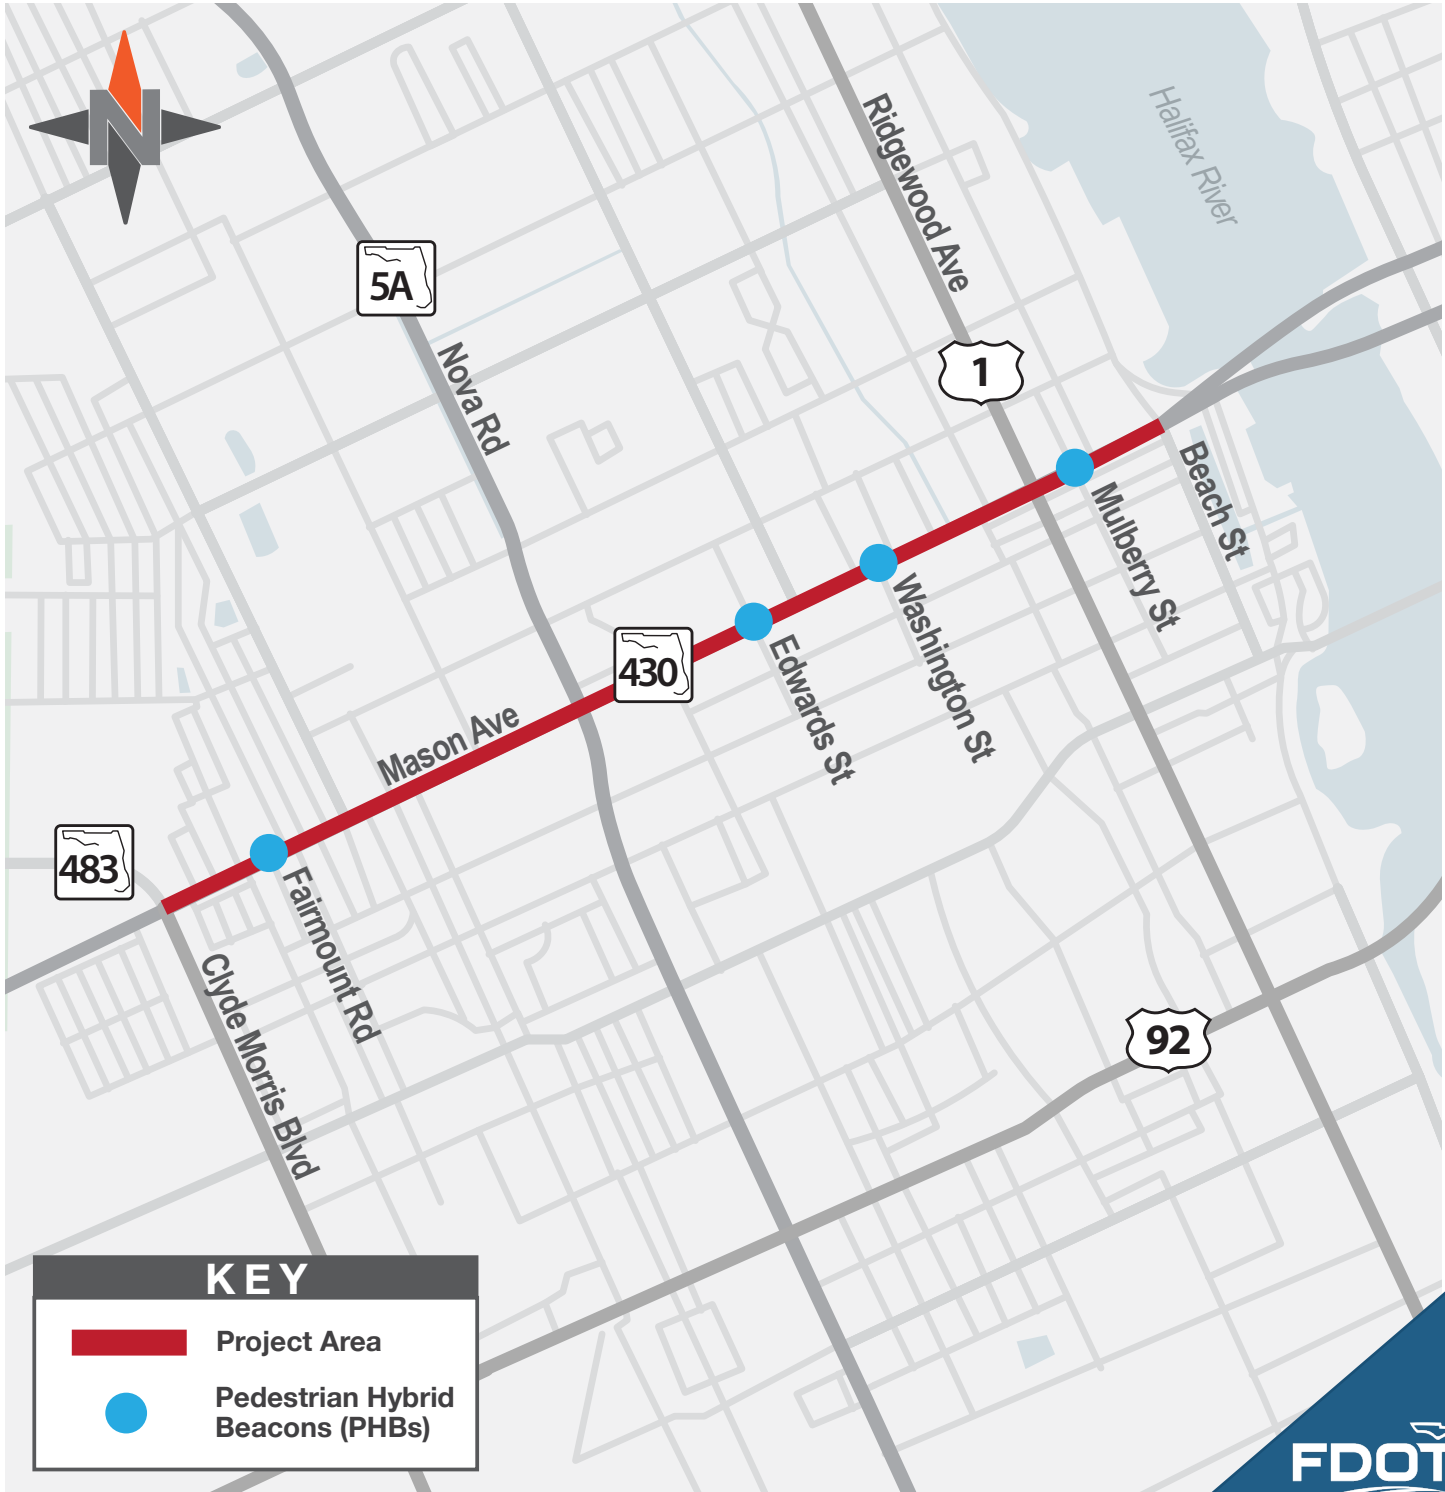 N
Halifax River
Ridgewood Ave
5A
Nova Rd
1
Beach St
Mulberry St
Washington St
430
Edwards St
Mason Ave
483
Fairmount Rd
Clyde Morris Blvd
92
KEY
Project Area
Pedestrian Hybrid
Beacons (PHBs)
FDOT